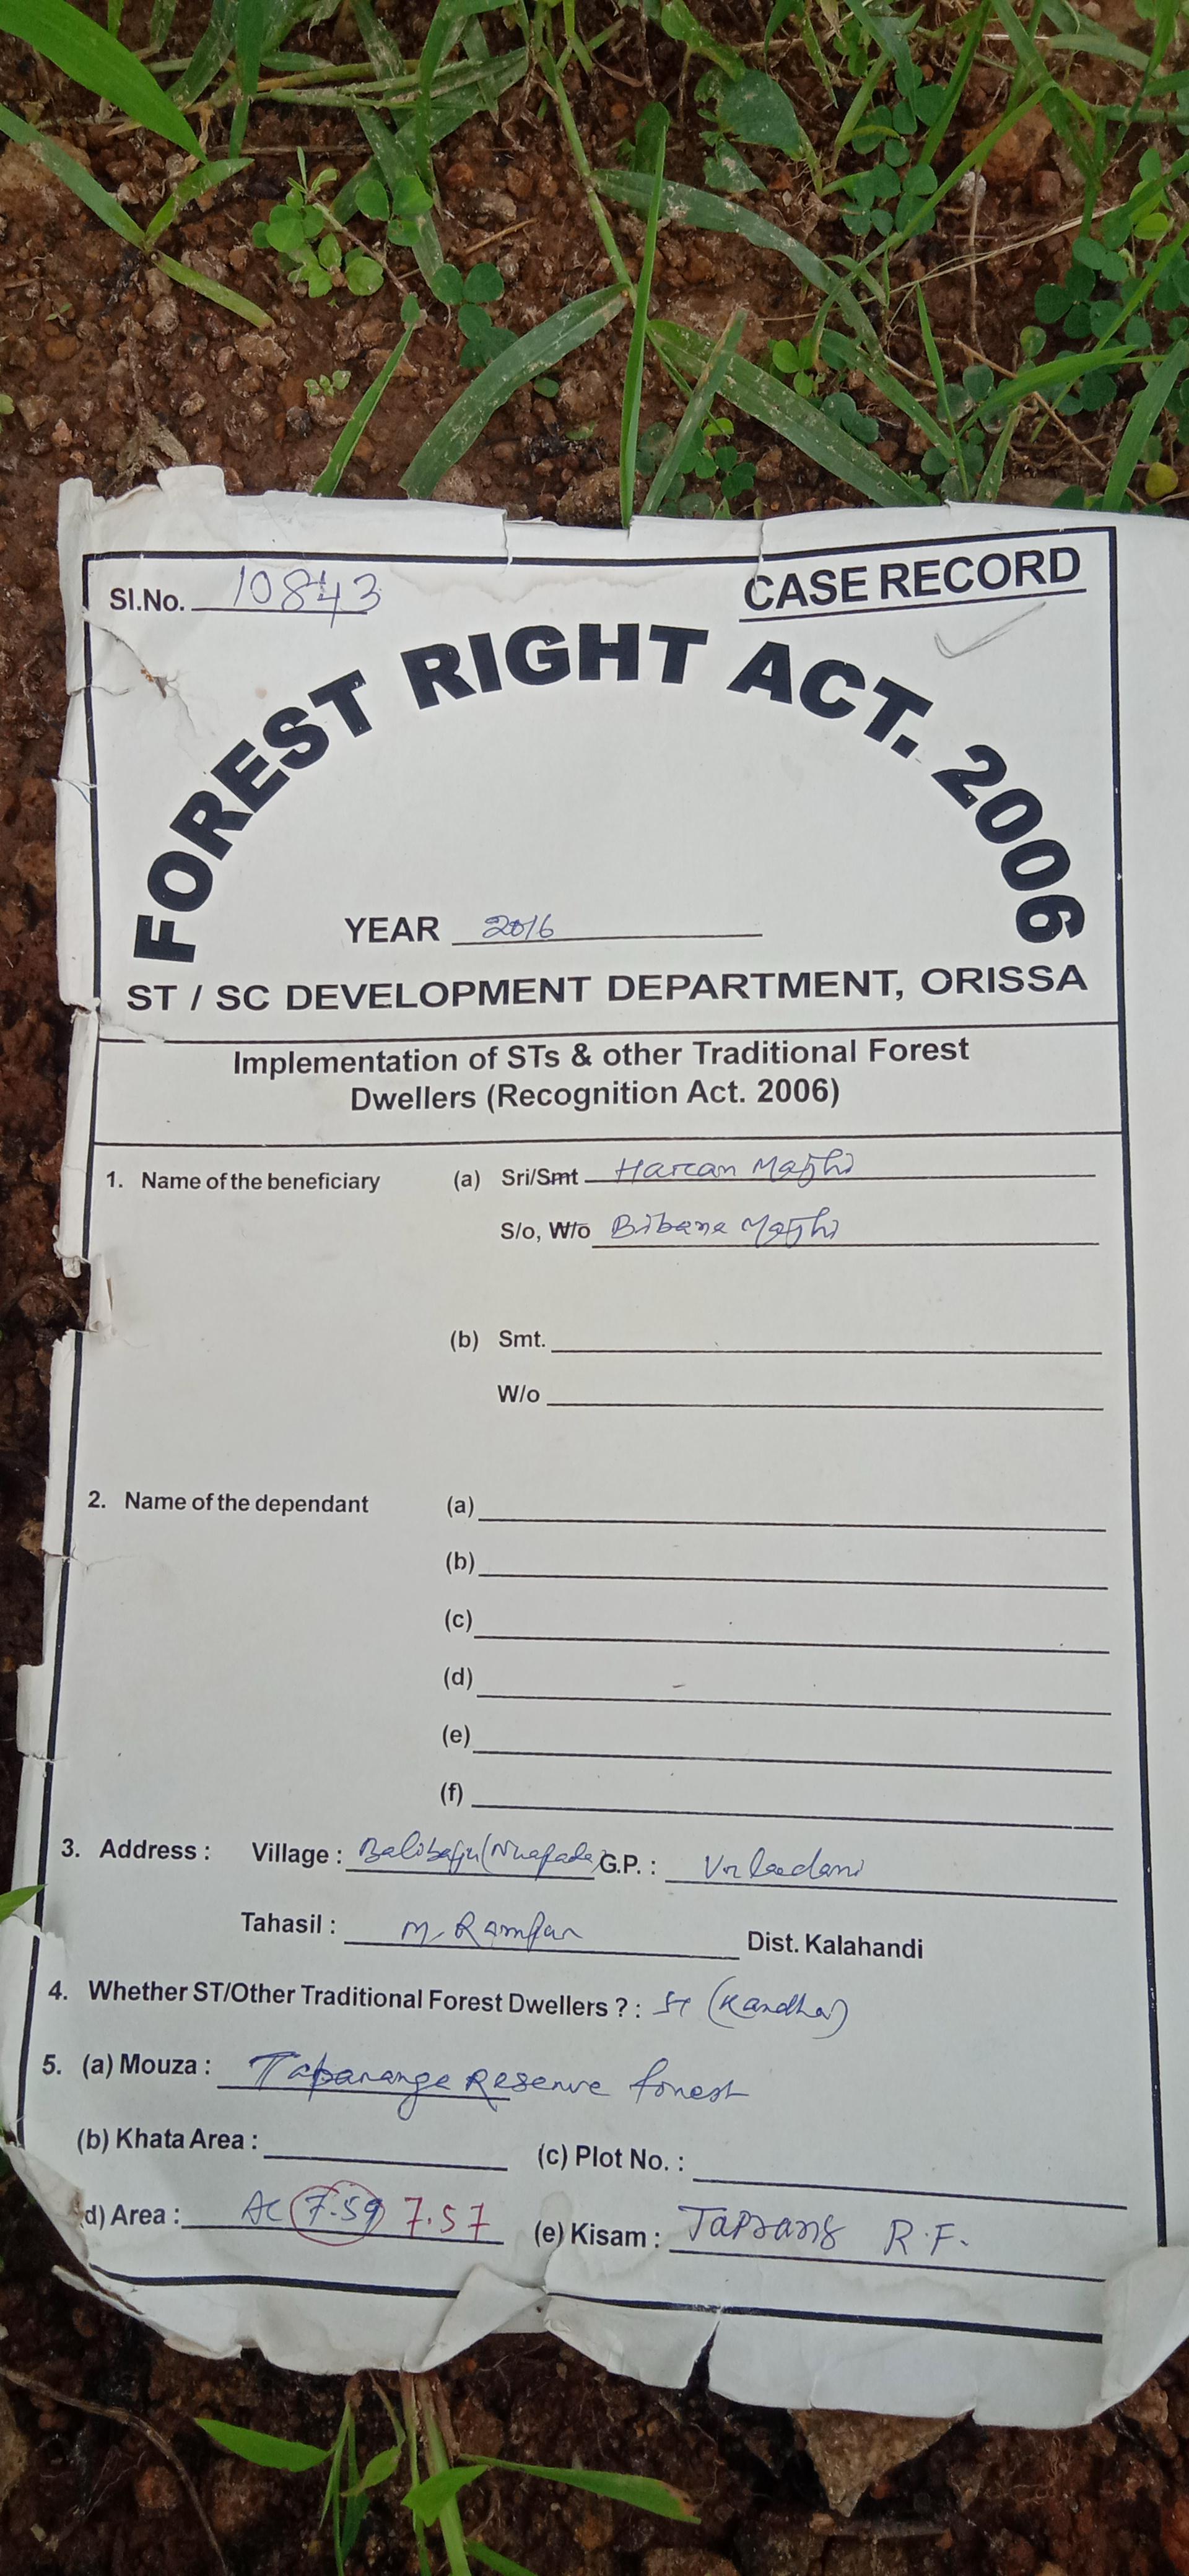 Sl.No. 10843
CASE RECORD
FOREST RIGHT ACT. 2006
YEAR 2016
ST / SC DEVELOPMENT DEPARTMENT, ORISSA
Implementation of STs & other Traditional Forest
Dwellers (Recognition Act. 2006)
1. Name of the beneficiary (a) Sri/Smt Harcan Majhi
S/o, W/o Bibana Majhi
(b) Smt.
W/o
2. Name of the dependant (a)
(b)
(c)
(d)
(e)
(f)
3. Address : Village : (Nuapada) G.P. :
Tahasil : M. Rampur Dist. Kalahandi
4. Whether ST/Other Traditional Forest Dwellers ? : ST (Kandha)
5. (a) Mouza : Reserve forest
(b) Khata Area : (c) Plot No. :
d) Area : AC 7.59 7.57 (e) Kisam : Taprang R.F.